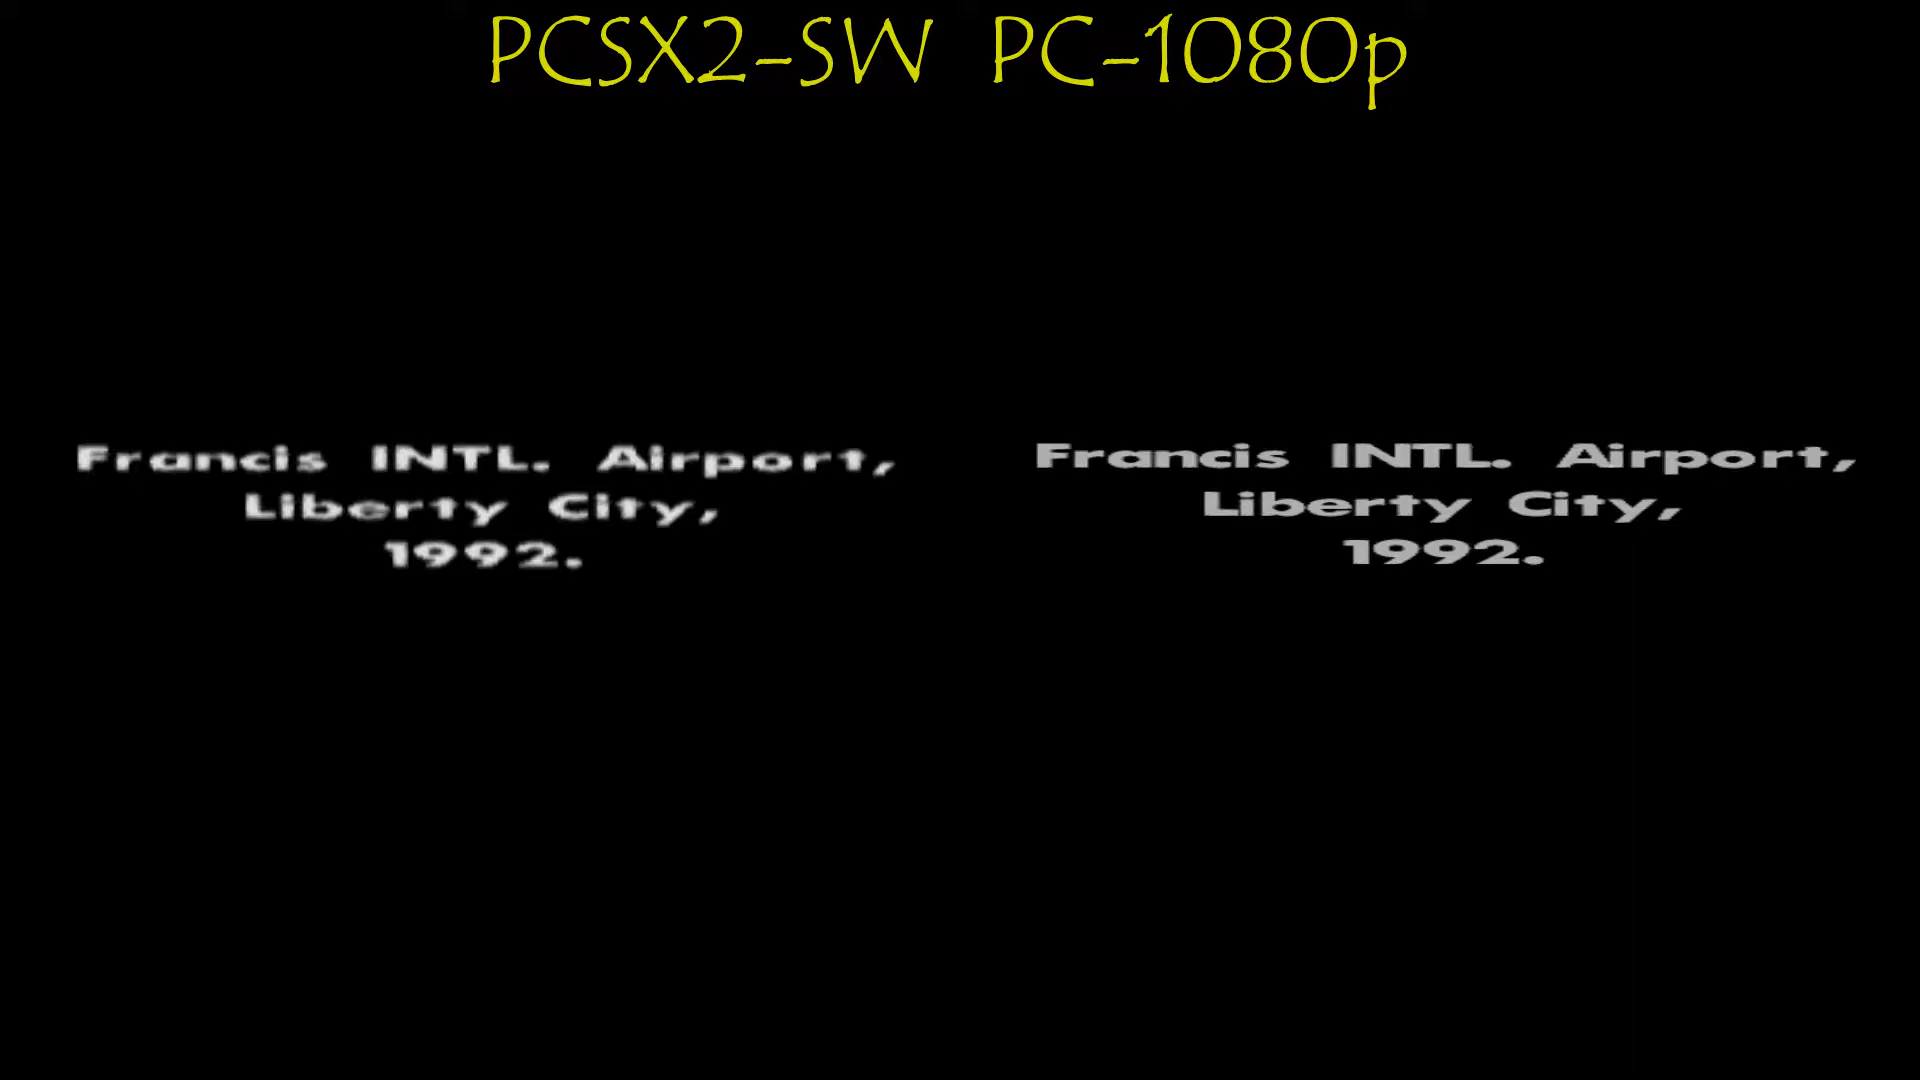 PCSX2-SW PC-1080p
Francis INTL. Airport,
Liberty City,
1992.
Francis INTL. Airport,
Liberty City,
1992.